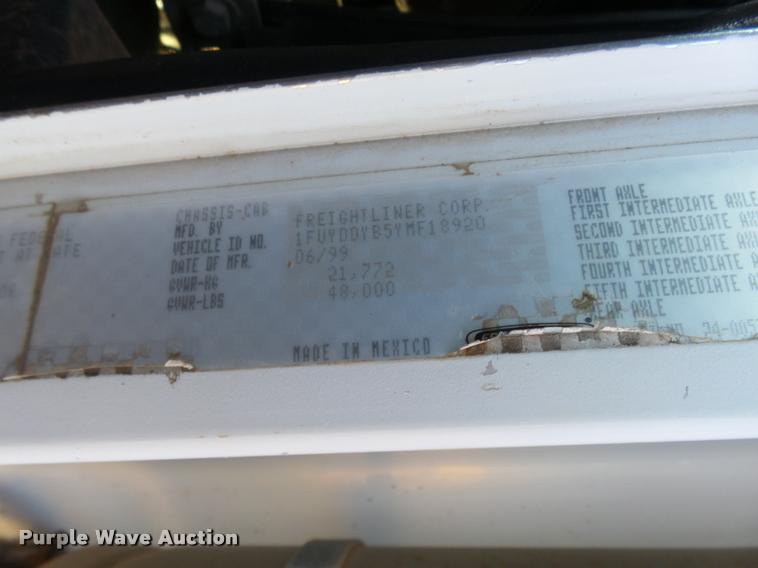 FEDERAL
CHASSIS-CAB
MFD. BY FREIGHTLINER CORP.
VEHICLE ID NO. 1FUYDDYB5YMF18920
DATE OF MFR. 06/99
GVWR-KG 21,772
GVWR-LBS 48,000
MADE IN MEXICO
FRONT AXLE
FIRST INTERMEDIATE AXLE
SECOND INTERMEDIATE AXLE
THIRD INTERMEDIATE A
FOURTH INTERMEDIATE A
FIFTH INTERMEDIATE A
REAR AXLE
Purple Wave Auction